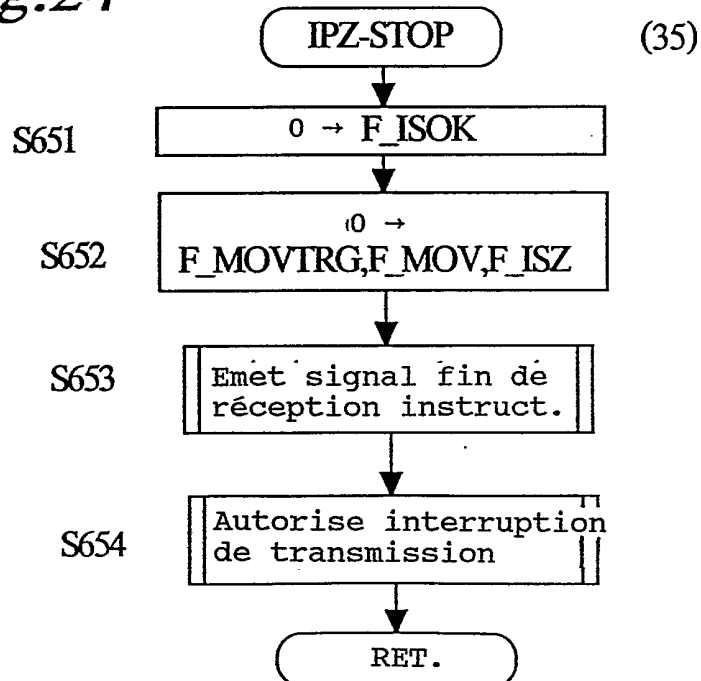 IPZ-STOP
(35)
S651
0 → F_ISOK
S652
0 →
F_MOVTRG,F_MOV,F_ISZ
S653
Emet signal fin de
réception instruct.
S654
Autorise interruption
de transmission
RET.